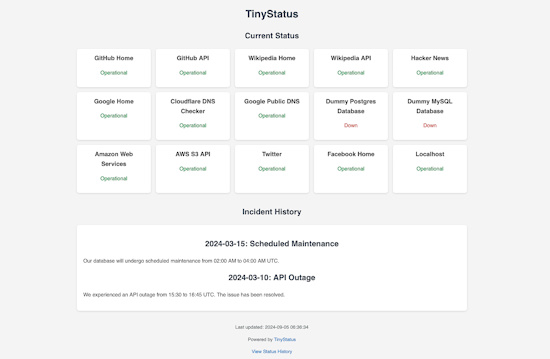 TinyStatus
Current Status
GitHub Home
Operational
GitHub API
Operational
Wikipedia Home
Operational
Wikipedia API
Operational
Hacker News
Operational
Google Home
Operational
Cloudflare DNS
Checker
Operational
Google Public DNS
Operational
Dummy Postgres
Database
Down
Dummy MySQL
Database
Down
Amazon Web
Services
Operational
AWS S3 API
Operational
Twitter
Operational
Facebook Home
Operational
Localhost
Operational
Incident History
2024-03-15: Scheduled Maintenance
Our database will undergo scheduled maintenance from 02:00 AM to 04:00 AM UTC.
2024-03-10: API Outage
We experienced an API outage from 15:30 to 16:45 UTC. The issue has been resolved.
Last updated: 2024-09-05 08:36:34
Powered by TinyStatus
View Status History